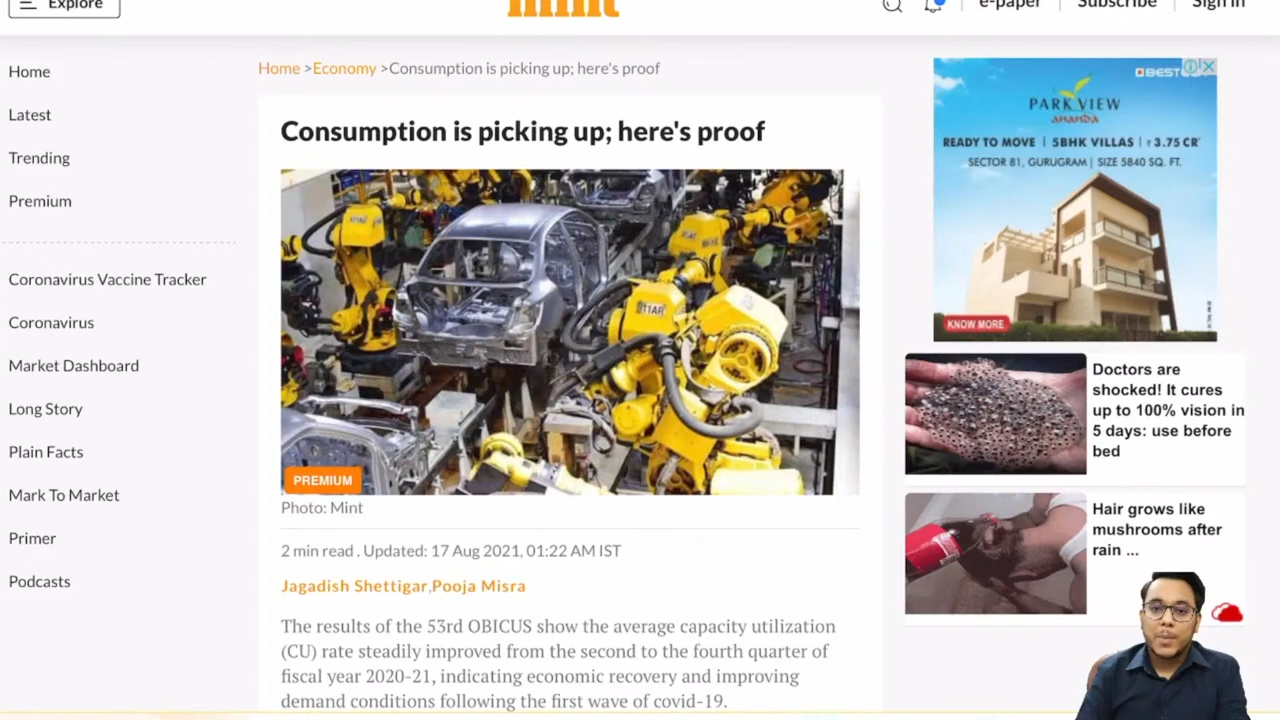 Explore
mint
e-paper
Subscribe
Sign in
Home
Latest
Trending
Premium
Coronavirus Vaccine Tracker
Coronavirus
Market Dashboard
Long Story
Plain Facts
Mark To Market
Primer
Podcasts
Home >Economy >Consumption is picking up; here's proof
Consumption is picking up; here's proof
PREMIUM
Photo: Mint
2 min read . Updated: 17 Aug 2021, 01:22 AM IST
Jagadish Shettigar,Pooja Misra
The results of the 53rd OBICUS show the average capacity utilization
(CU) rate steadily improved from the second to the fourth quarter of
fiscal year 2020-21, indicating economic recovery and improving
demand conditions following the first wave of covid-19.
PARK VIEW
ananda
READY TO MOVE | 5BHK VILLAS | ₹ 3.75 CR*
SECTOR 81, GURUGRAM | SIZE 5840 SQ. FT.
KNOW MORE
Doctors are
shocked! It cures
up to 100% vision in
5 days: use before
bed
Hair grows like
mushrooms after
rain ...